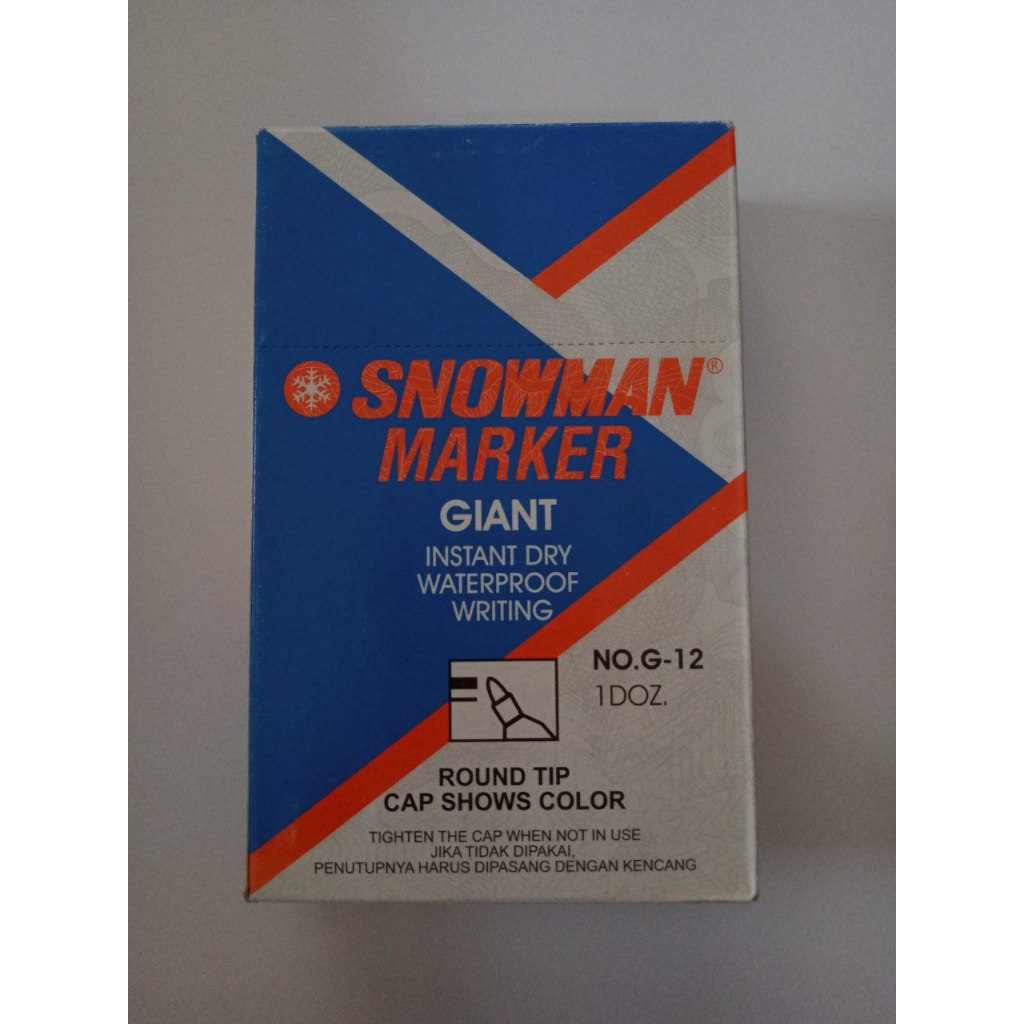 SNOWMAN®
MARKER
GIANT
INSTANT DRY
WATERPROOF
WRITING
NO.G-12
1DOZ.
ROUND TIP
CAP SHOWS COLOR
TIGHTEN THE CAP WHEN NOT IN USE
JIKA TIDAK DIPAKAI,
PENUTUPNYA HARUS DIPASANG DENGAN KENCANG